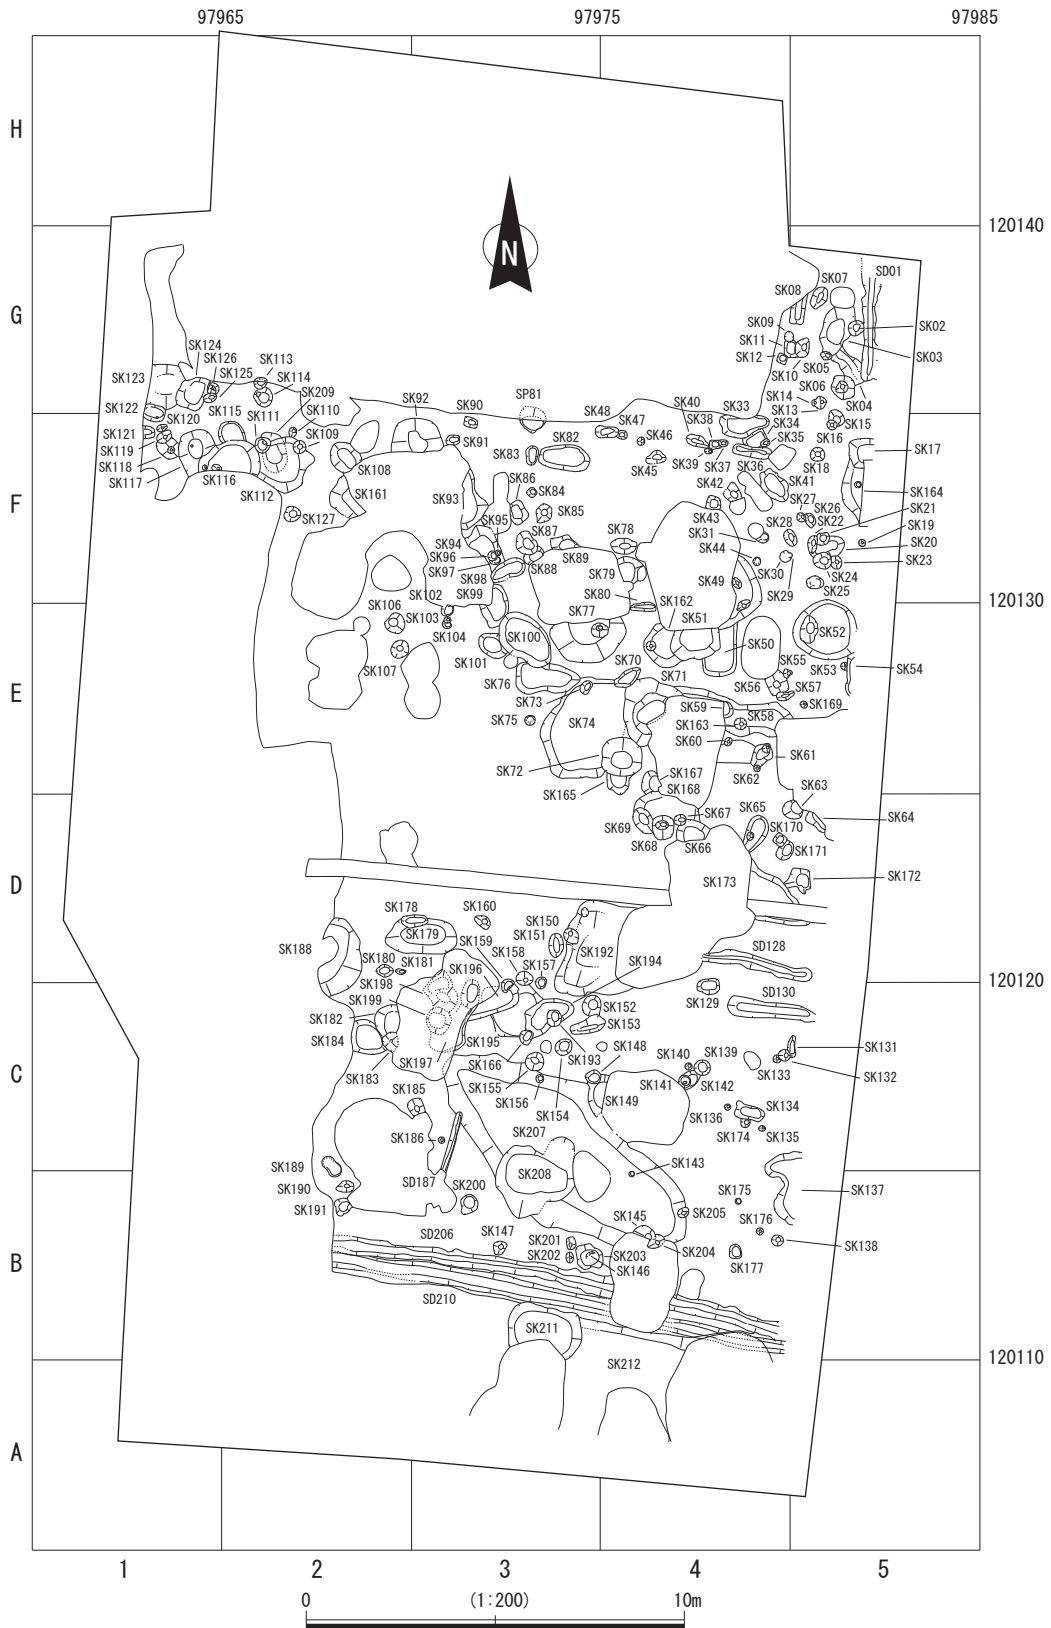 97965 97975 97985
H
120140
N
SK07 SD01
SK08
G
SK09 SK02
SK124 SK11
SK126 SK113 SK12 SK05 SK03
SK123 SK125 SK114 SK10 SK06
SK209 SK14
SK122 SK115 SK111 SK110 SK92 SK90 SP81 SK48 SK47 SK40 SK38 SK33 SK13 SK04
SK120 SK109 SK34 SK15
SK121 SK91 SK46 SK35 SK16
SK119 SK83 SK82 SK39 SK17
SK118 SK108 SK45 SK37 SK36 SK18
SK117 SK116 SK86 SK84 SK42 SK41
SK112 SK161 SK93 SK27 SK164
F
SK127 SK95 SK85 SK43 SK26 SK21
SK94 SK87 SK78 SK31 SK28 SK22 SK19
SK96 SK89 SK44 SK20
SK97 SK88 SK79 SK30 SK23
SK98 SK49 SK24
SK102 SK99 SK80 SK29 SK25
120130
SK106 SK103 SK77 SK162
SK104 SK100 SK51 SK52
SK107 SK101 SK50
SK70 SK55 SK53 SK54
E
SK76 SK71 SK56 SK57
SK73 SK59 SK169
SK75 SK74 SK163 SK58
SK60
SK72 SK61
SK167 SK62
SK165 SK168 SK63
SK67 SK65 SK64
SK69 SK170
SK68 SK66 SK171
D
SK173 SK172
SK178 SK160 SK150
SK179 SK159 SK151
SK188 SK158 SK192 SD128
SK180 SK181 SK157 SK194
SK198 SK196
120120
SK199 SK129 SD130
SK182 SK152
SK184 SK195 SK153
SK197 SK193 SK148 SK140 SK139 SK131
C
SK183 SK166 SK133 SK132
SK185 SK155 SK141 SK142
SK156 SK154 SK149 SK136 SK134
SK186 SK207 SK174 SK135
SK189 SK208 SK143
SD187 SK200 SK175 SK137
SK190
SK191 SK145 SK205 SK176
SD206 SK147 SK201
SK202 SK203 SK204 SK138
B
SK146 SK177
SD210
SK211
SK212
120110
A
1 2 3 4 5
0 (1:200) 10m